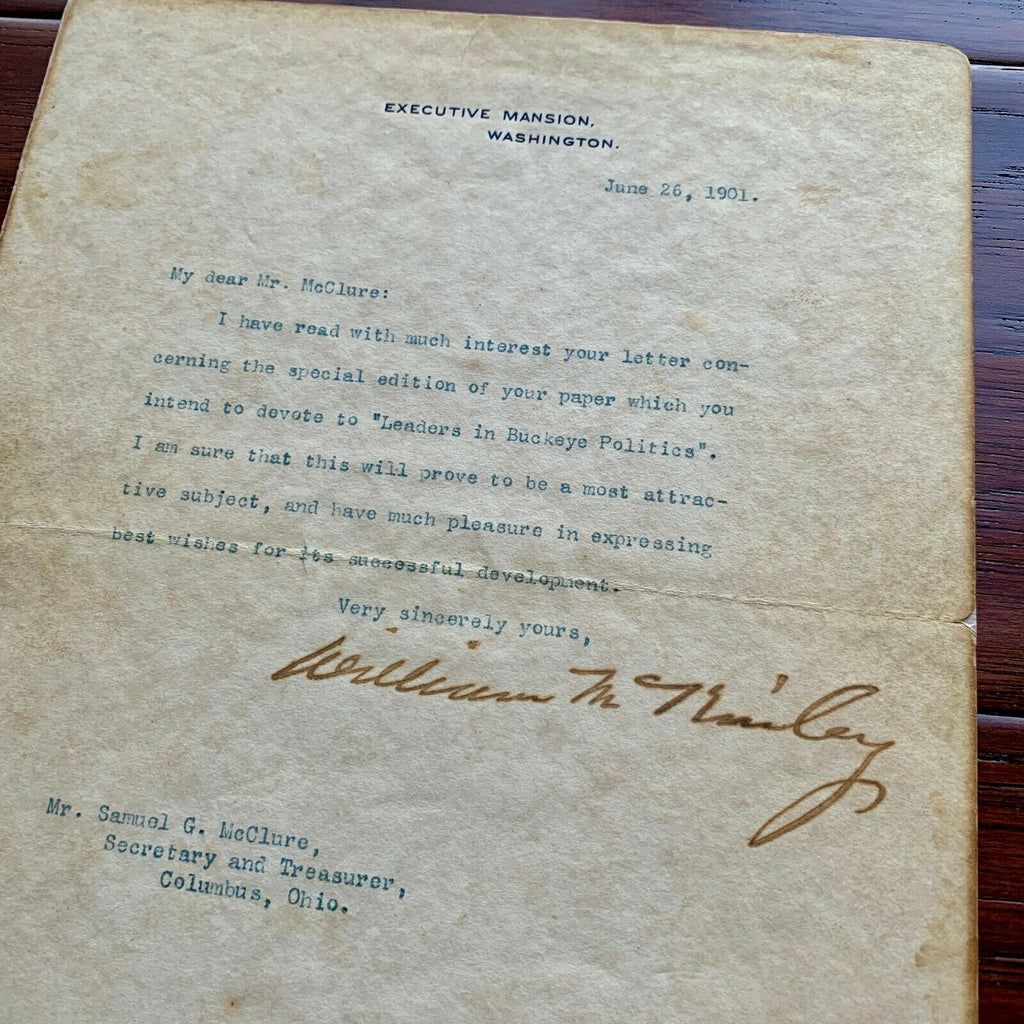 EXECUTIVE MANSION,
WASHINGTON.
June 26, 1901.
My dear Mr. McClure:
I have read with much interest your letter con-
cerning the special edition of your paper which you
intend to devote to "Leaders in Buckeye Politics".
I am sure that this will prove to be a most attrac-
tive subject, and have much pleasure in expressing
best wishes for its successful development.
Very sincerely yours,
William McKinley
Mr. Samuel G. McClure,
Secretary and Treasurer,
Columbus, Ohio.